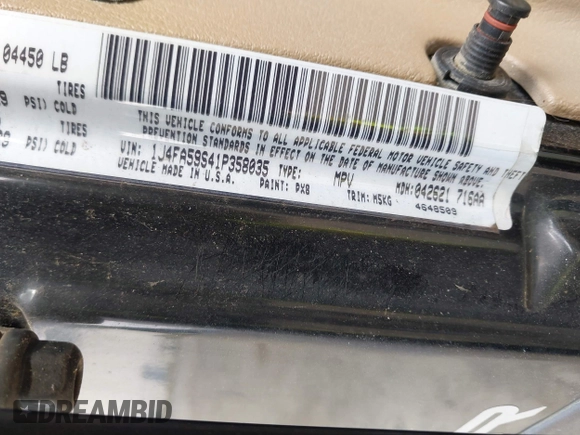 04450 LB
TIRES
PSI) COLD
TIRES
PSI) COLD
THIS VEHICLE CONFORMS TO ALL APPLICABLE FEDERAL MOTOR VEHICLE SAFETY AND THEFT
PREVENTION STANDARDS IN EFFECT ON THE DATE OF MANUFACTURE SHOWN ABOVE.
VIN: 1J4FA59S41P358035 TYPE: MPV MDH: 042621 716AA
VEHICLE MADE IN U.S.A. PAINT: PX8 TRIM: M5KG 4648509
DREAMBID